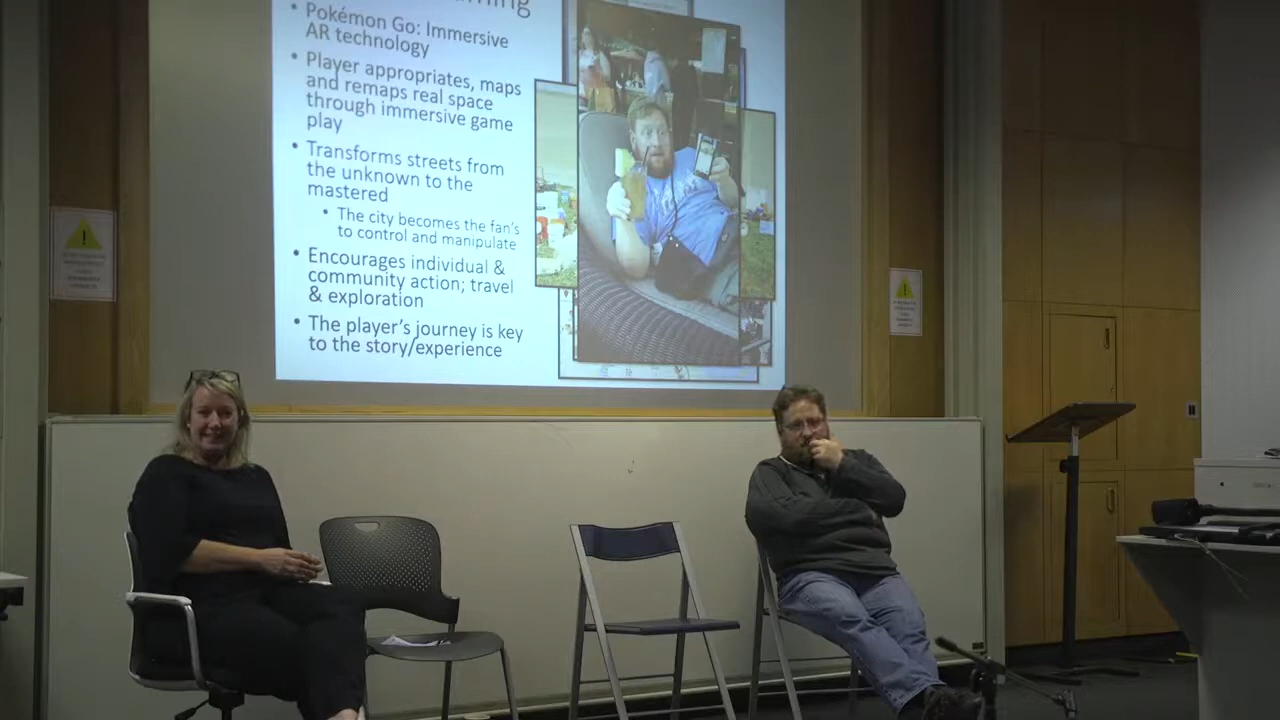 • Pokémon Go: Immersive
AR technology
• Player appropriates, maps
and remaps real space
through immersive game
play
• Transforms streets from
the unknown to the
mastered
• The city becomes the fan's
to control and manipulate
• Encourages individual &
community action; travel
& exploration
• The player's journey is key
to the story/experience